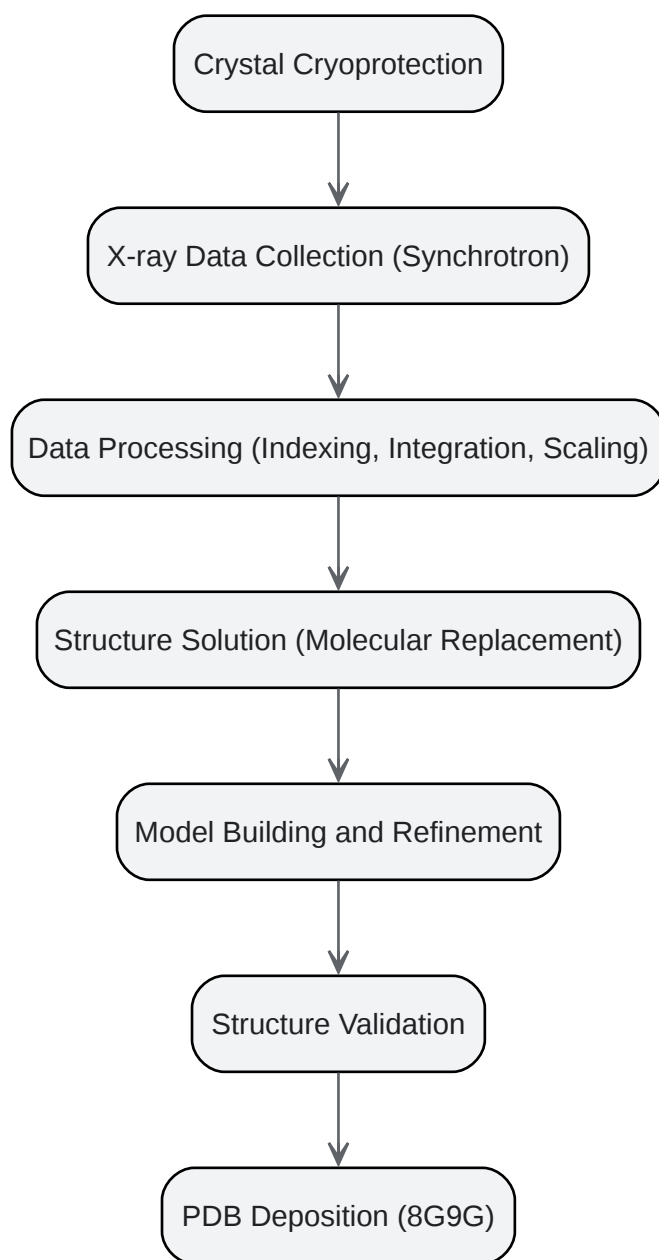 Crystal Cryoprotection
X-ray Data Collection (Synchrotron)
Data Processing (Indexing, Integration, Scaling)
Structure Solution (Molecular Replacement)
Model Building and Refinement
Structure Validation
PDB Deposition (8G9G)